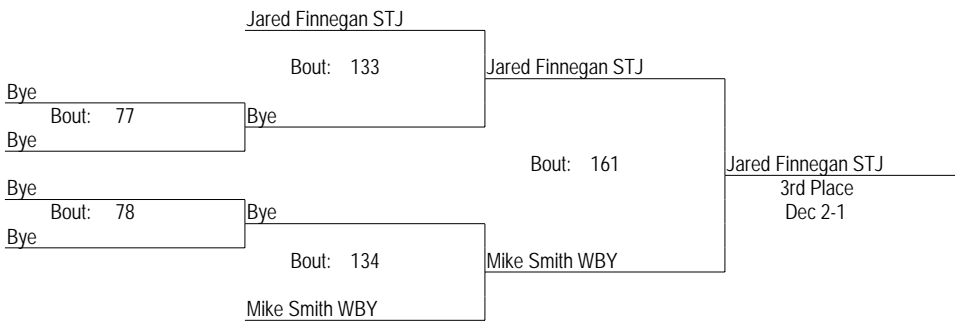 Jared Finnegan STJ
Bout: 133
Jared Finnegan STJ
Bye
Bout: 77
Bye
Bye
Bout: 161
Jared Finnegan STJ
3rd Place
Dec 2-1
Bye
Bout: 78
Bye
Bye
Bout: 134
Mike Smith WBY
Mike Smith WBY